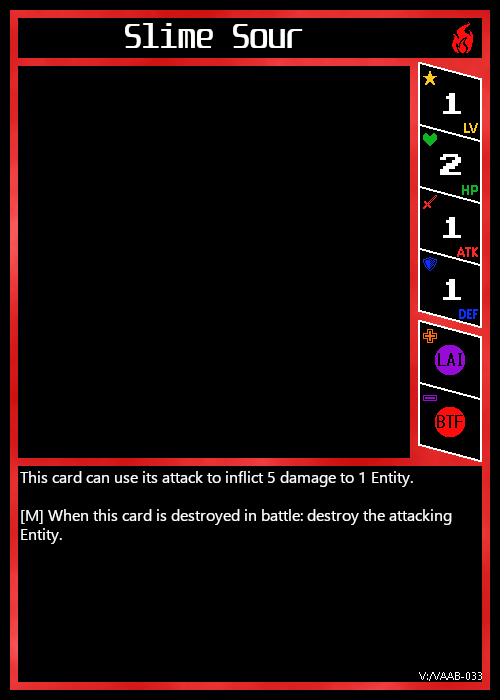 Slime Sour
1
LV
2
HP
1
ATK
1
DEF
LAI
BTF
This card can use its attack to inflict 5 damage to 1 Entity.
[M] When this card is destroyed in battle: destroy the attacking
Entity.
V:/VAAB-033